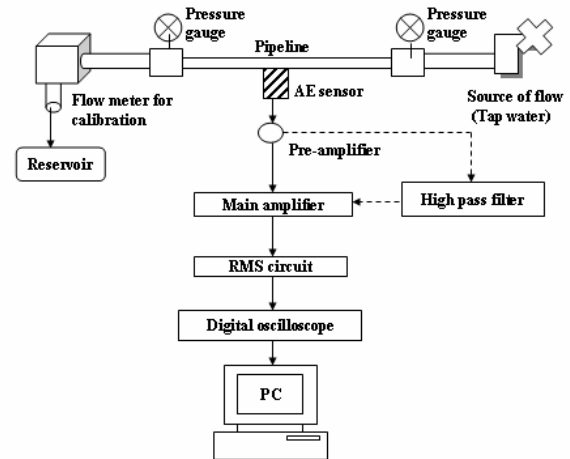 Pressure
gauge
Pressure
gauge
Pipeline
AE sensor
Flow meter for
calibration
Source of flow
(Tap water)
Reservoir
Pre-amplifier
Main amplifier
High pass filter
RMS circuit
Digital oscilloscope
PC